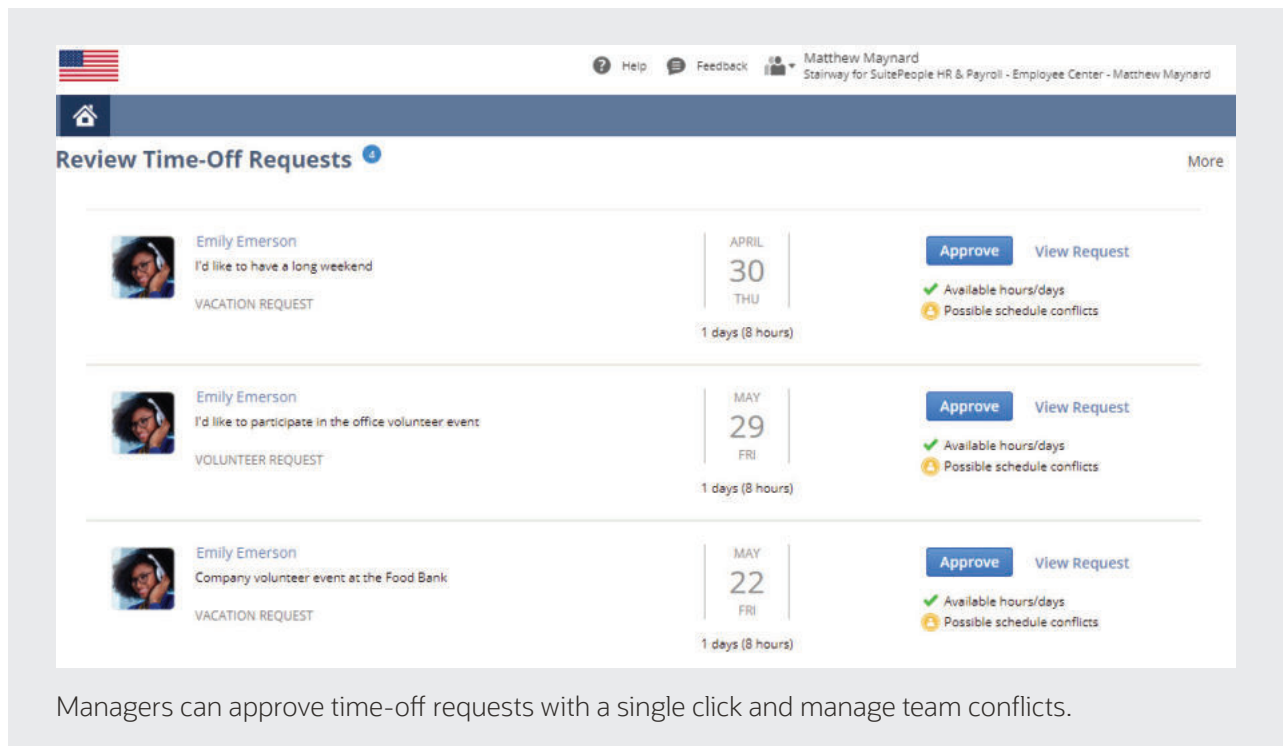 Help Feedback Matthew Maynard
Stairway for SuitePeople HR & Payroll - Employee Center - Matthew Maynard
Review Time-Off Requests 4
More
Emily Emerson
I'd like to have a long weekend
VACATION REQUEST
APRIL
30
THU
1 days (8 hours)
Approve View Request
Available hours/days
Possible schedule conflicts
Emily Emerson
I'd like to participate in the office volunteer event
VOLUNTEER REQUEST
MAY
29
FRI
1 days (8 hours)
Approve View Request
Available hours/days
Possible schedule conflicts
Emily Emerson
Company volunteer event at the Food Bank
VACATION REQUEST
MAY
22
FRI
1 days (8 hours)
Approve View Request
Available hours/days
Possible schedule conflicts
Managers can approve time-off requests with a single click and manage team conflicts.